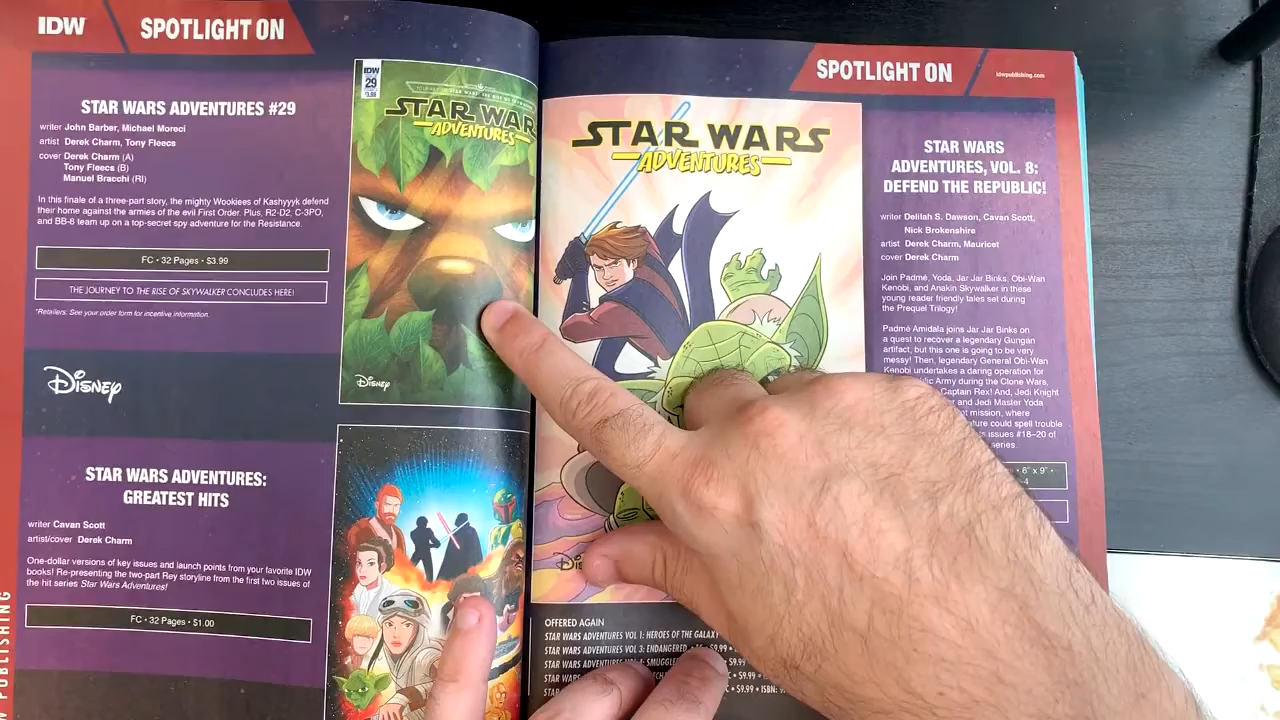 IDW
SPOTLIGHT ON
STAR WARS ADVENTURES #29
writer John Barber, Michael Moreci
artist Derek Charm, Tony Fleecs
cover Derek Charm (A)
Tony Fleecs (B)
Manuel Bracchi (RI)
In this finale of a three-part story, the mighty Wookiees of Kashyyyk defend
their home against the armies of the evil First Order. Plus, R2-D2, C-3PO,
and BB-8 team up on a top-secret spy adventure for the Resistance.
FC • 32 Pages • $3.99
THE JOURNEY TO THE RISE OF SKYWALKER CONCLUDES HERE!
*Retailers: See your order form for incentive information.
Disney
STAR WARS ADVENTURES:
GREATEST HITS
writer Cavan Scott
artist/cover Derek Charm
One-dollar versions of key issues and launch points from your favorite IDW
books! Re-presenting the two-part Rey storyline from the first two issues of
the hit series Star Wars Adventures!
FC • 32 Pages • $1.00
PUBLISHING
IDW
29
$3.99
STAR WAR
ADVENTURES
Disney
SPOTLIGHT ON
idwpublishing.com
STAR WARS
ADVENTURES
STAR WARS
ADVENTURES, VOL. 8:
DEFEND THE REPUBLIC!
writer Delilah S. Dawson, Cavan Scott,
Nick Brokenshire
artist Derek Charm, Mauricet
cover Derek Charm
Join Padmé, Yoda, Jar Jar Binks, Obi-Wan
Kenobi, and Anakin Skywalker in these
young reader friendly tales set during
the Prequel Trilogy!
Padmé Amidala joins Jar Jar Binks on
a quest to recover a legendary Gungan
artifact, but this one is going to be very
messy! Then, legendary General Obi-Wan
Kenobi undertakes a daring operation for
Army during the Clone Wars,
Captain Rex! And, Jedi Knight
and Jedi Master Yoda
mission, where
could spell trouble
issues #18–20 of
series.
• 6" x 9" •
OFFERED AGAIN
STAR WARS ADVENTURES VOL 1: HEROES OF THE GALAXY
STAR WARS ADVENTURES VOL 3: ENDANGERED • $9.99 •
STAR WARS ADVENTURES $9.99
STAR WARS • $9.99 •
STAR • $9.99 • ISBN: